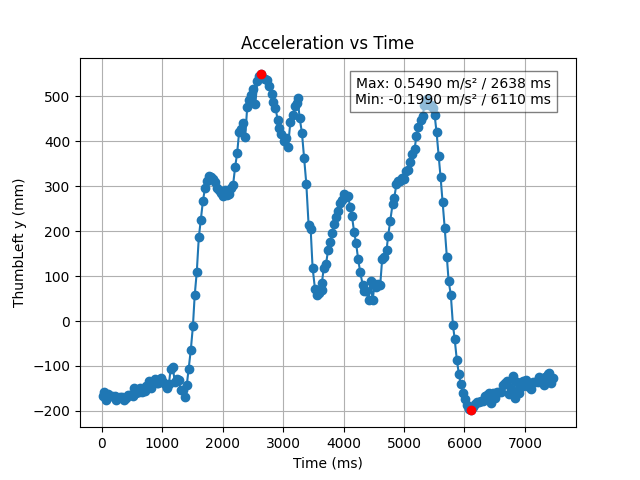 Acceleration vs Time
Max: 0.5490 m/s² / 2638 ms
Min: -0.1990 m/s² / 6110 ms
ThumbLeft y (mm)
500
400
300
200
100
0
−100
−200
0 1000 2000 3000 4000 5000 6000 7000
Time (ms)